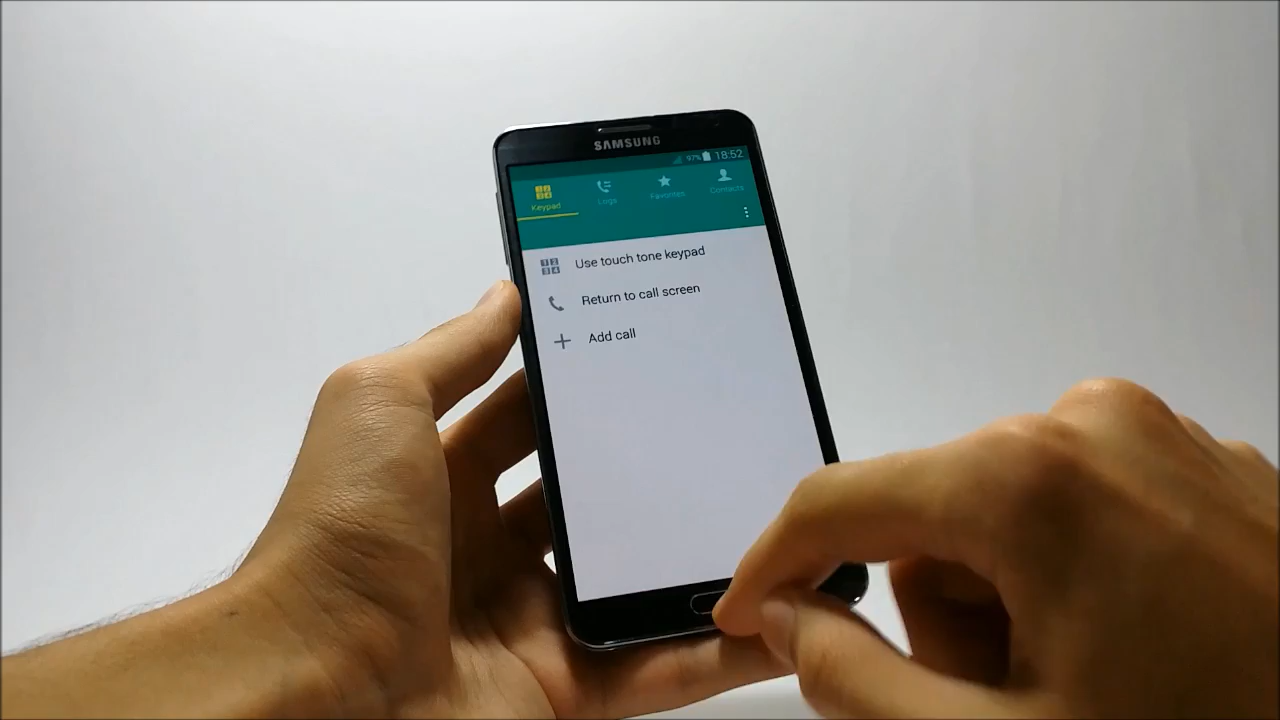 SAMSUNG
97% 18:52
Keypad Logs Favorites Contacts
Use touch tone keypad
Return to call screen
Add call